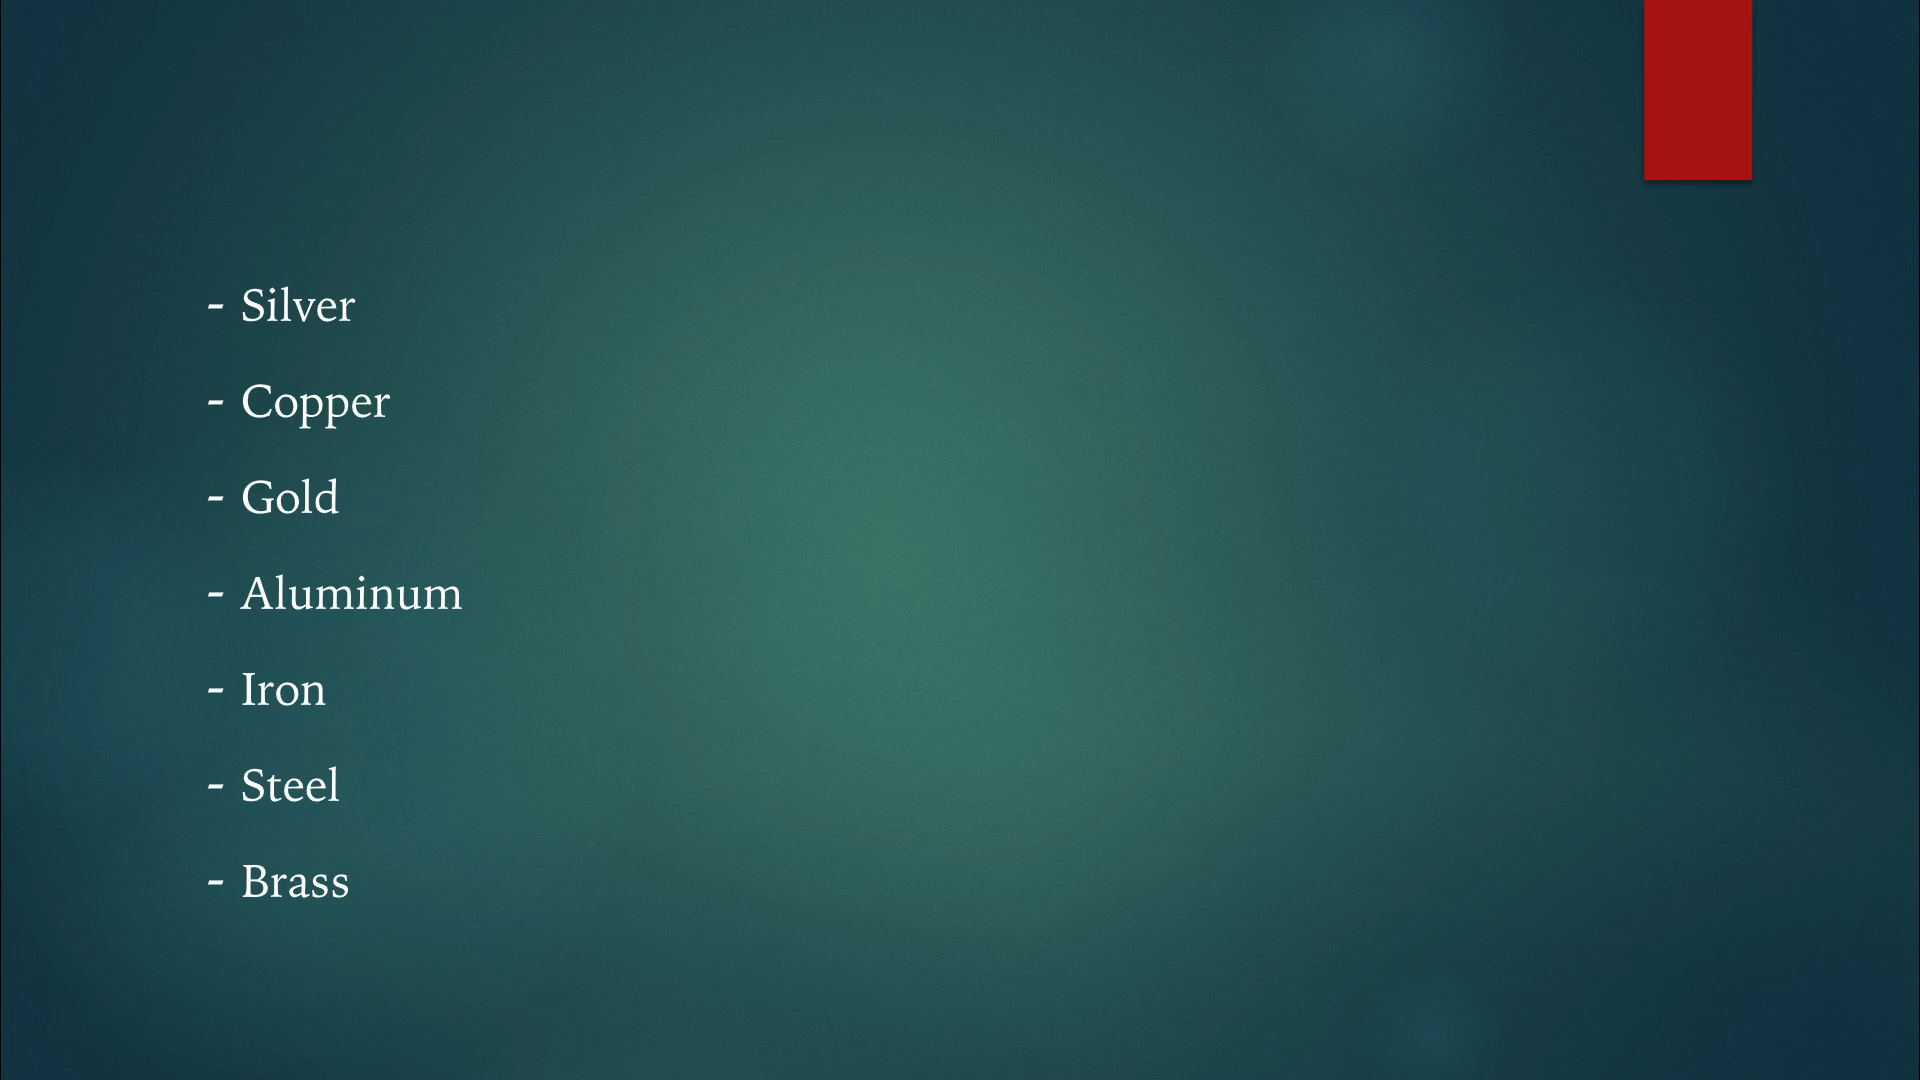 - Silver
- Copper
- Gold
- Aluminum
- Iron
- Steel
- Brass